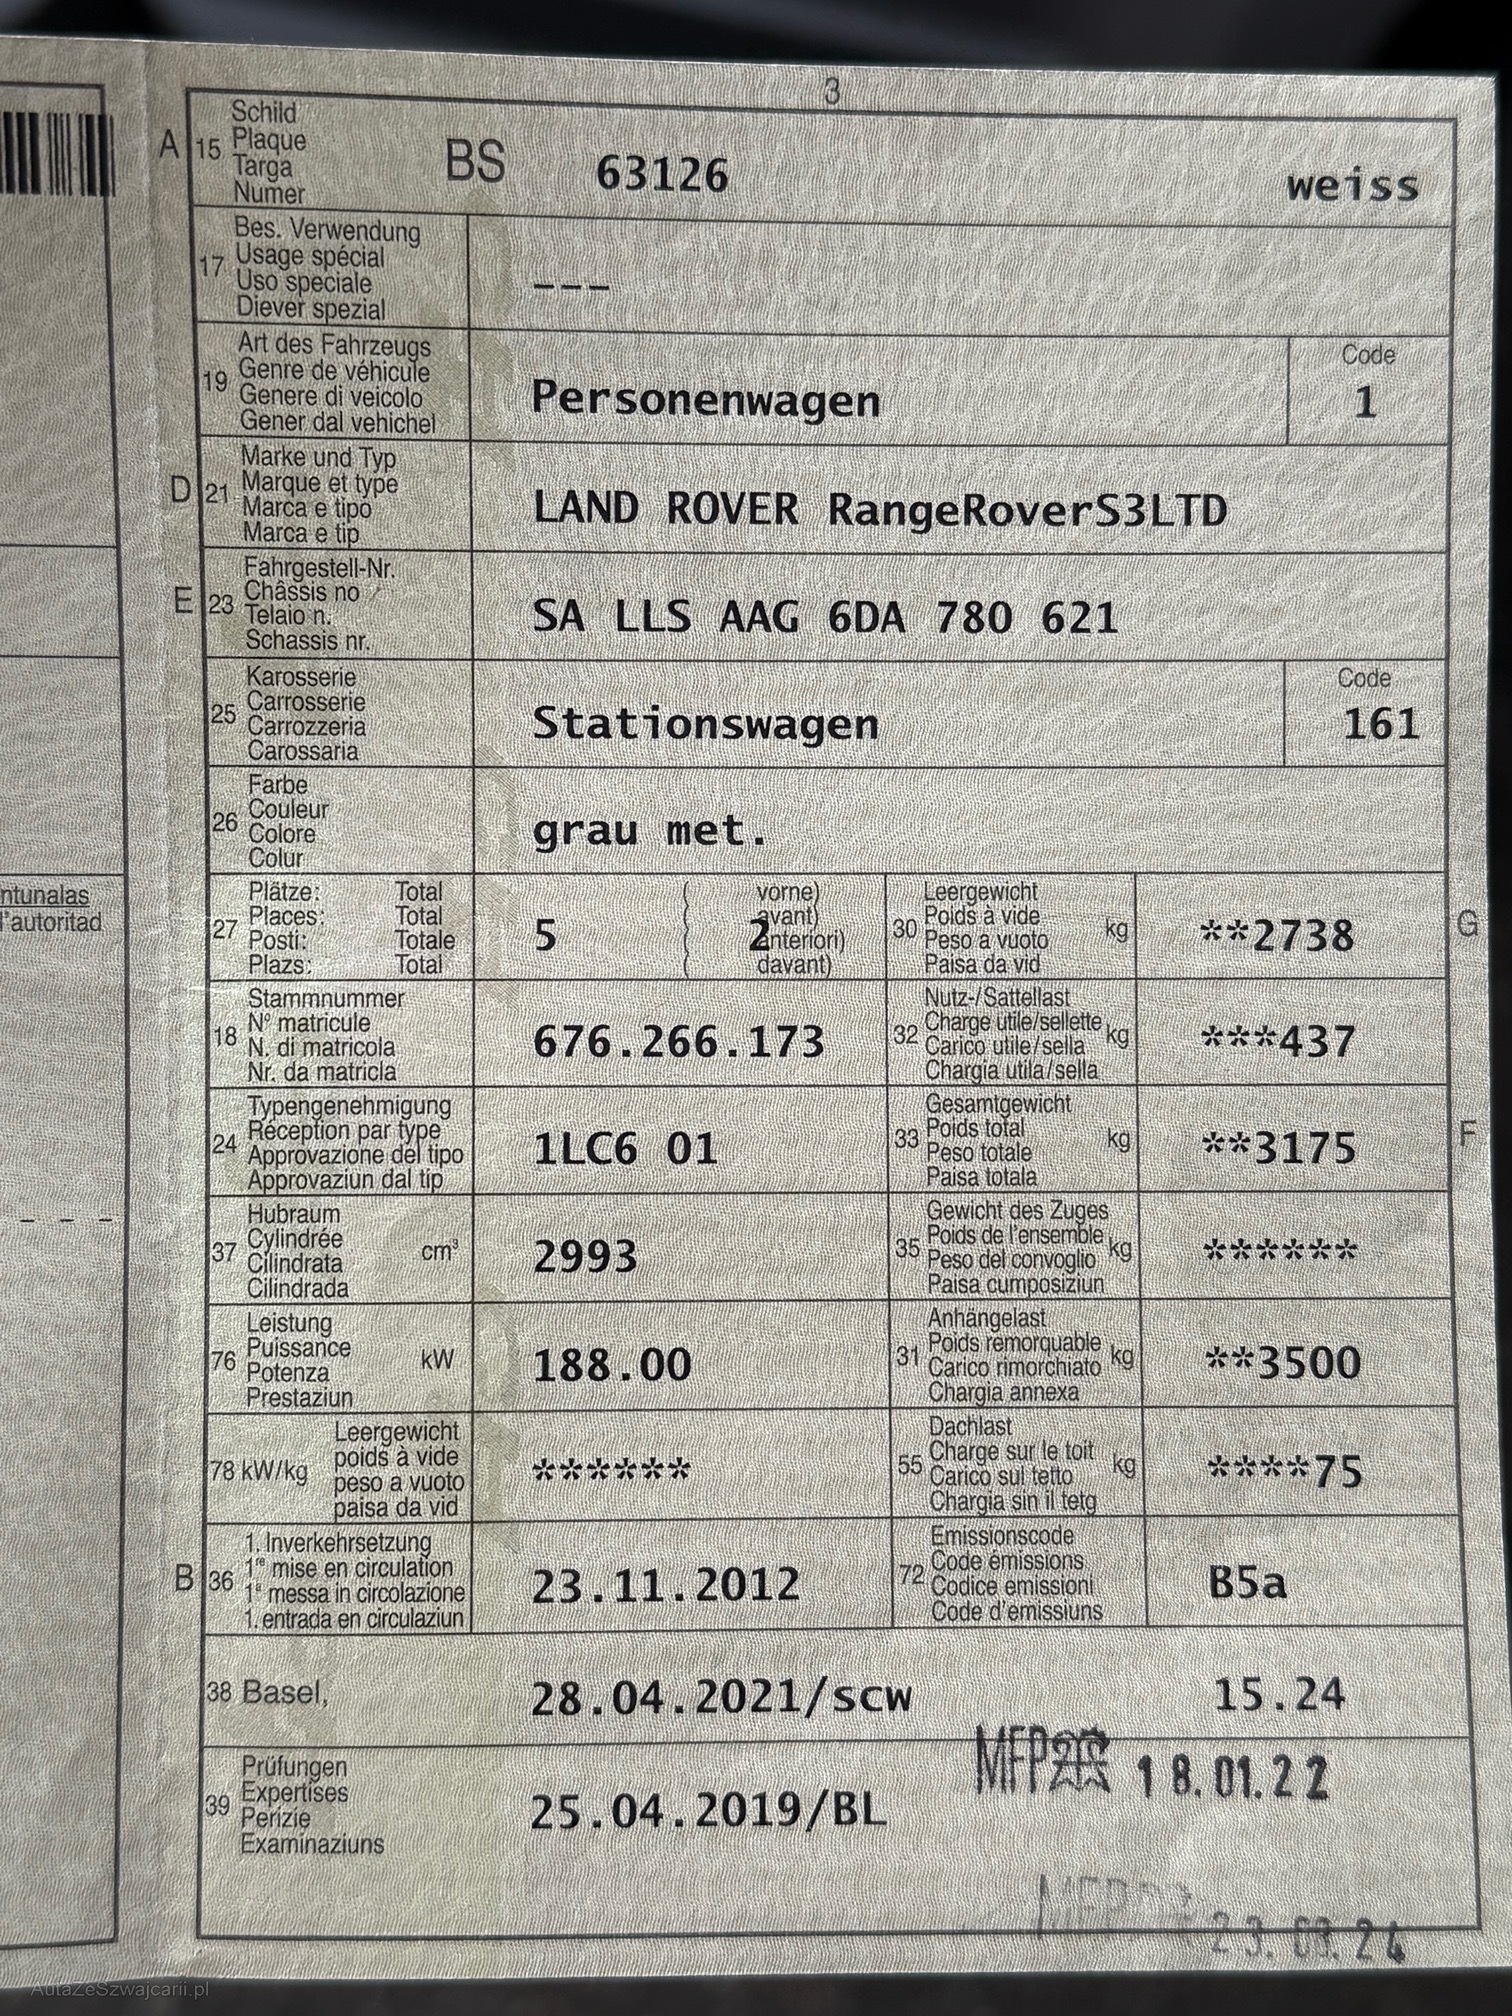 3
A 15 Schild
Plaque
Targa
Numer
BS 63126 weiss
17 Bes. Verwendung
Usage spécial
Uso speciale
Diever spezial
---
19 Art des Fahrzeugs
Genre de véhicule
Genere di veicolo
Gener dal vehichel
Personenwagen
Code
1
D 21 Marke und Typ
Marque et type
Marca e tipo
Marca e tip
LAND ROVER RangeRoverS3LTD
E 23 Fahrgestell-Nr.
Châssis no
Telaio n.
Schassis nr.
SA LLS AAG 6DA 780 621
25 Karosserie
Carrosserie
Carrozzeria
Carossaria
Stationswagen
Code
161
26 Farbe
Couleur
Colore
Colur
grau met.
ntunalas
l'autoritad
27 Plätze: Total
Places: Total
Posti: Totale
Plazs: Total
5
vorne)
avant)
anteriori)
davant)
2
30 Leergewicht
Poids à vide
Peso a vuoto
Paisa da vid
kg
**2738
G
18 Stammnummer
N° matricule
N. di matricola
Nr. da matricla
676.266.173
32 Nutz-/Sattellast
Charge utile/sellette
Carico utile/sella
Chargia utila/sella
kg
***437
24 Typengenehmigung
Réception par type
Approvazione del tipo
Approvaziun dal tip
1LC6 01
33 Gesamtgewicht
Poids total
Peso totale
Paisa totala
kg
**3175
F
37 Hubraum
Cylindrée
Cilindrata
Cilindrada
cm³
2993
35 Gewicht des Zuges
Poids de l'ensemble
Peso del convoglio
Paisa cumposiziun
kg
******
76 Leistung
Puissance
Potenza
Prestaziun
kW
188.00
31 Anhängelast
Poids remorquable
Carico rimorchiato
Chargia annexa
kg
**3500
78 kW/kg Leergewicht
poids à vide
peso a vuoto
paisa da vid
******
55 Dachlast
Charge sur le toit
Carico sul tetto
Chargia sin il tetg
kg
****75
B 36 1. Inverkehrsetzung
1re mise en circulation
1a messa in circolazione
1. entrada en circulaziun
23.11.2012
72 Emissionscode
Code émissions
Codice emissioni
Code d'emissiuns
B5a
38 Basel, 28.04.2021/scw 15.24
39 Prüfungen
Expertises
Perizie
Examinaziuns
25.04.2019/BL
18.01.22
AutaZeSzwajcarii.pl